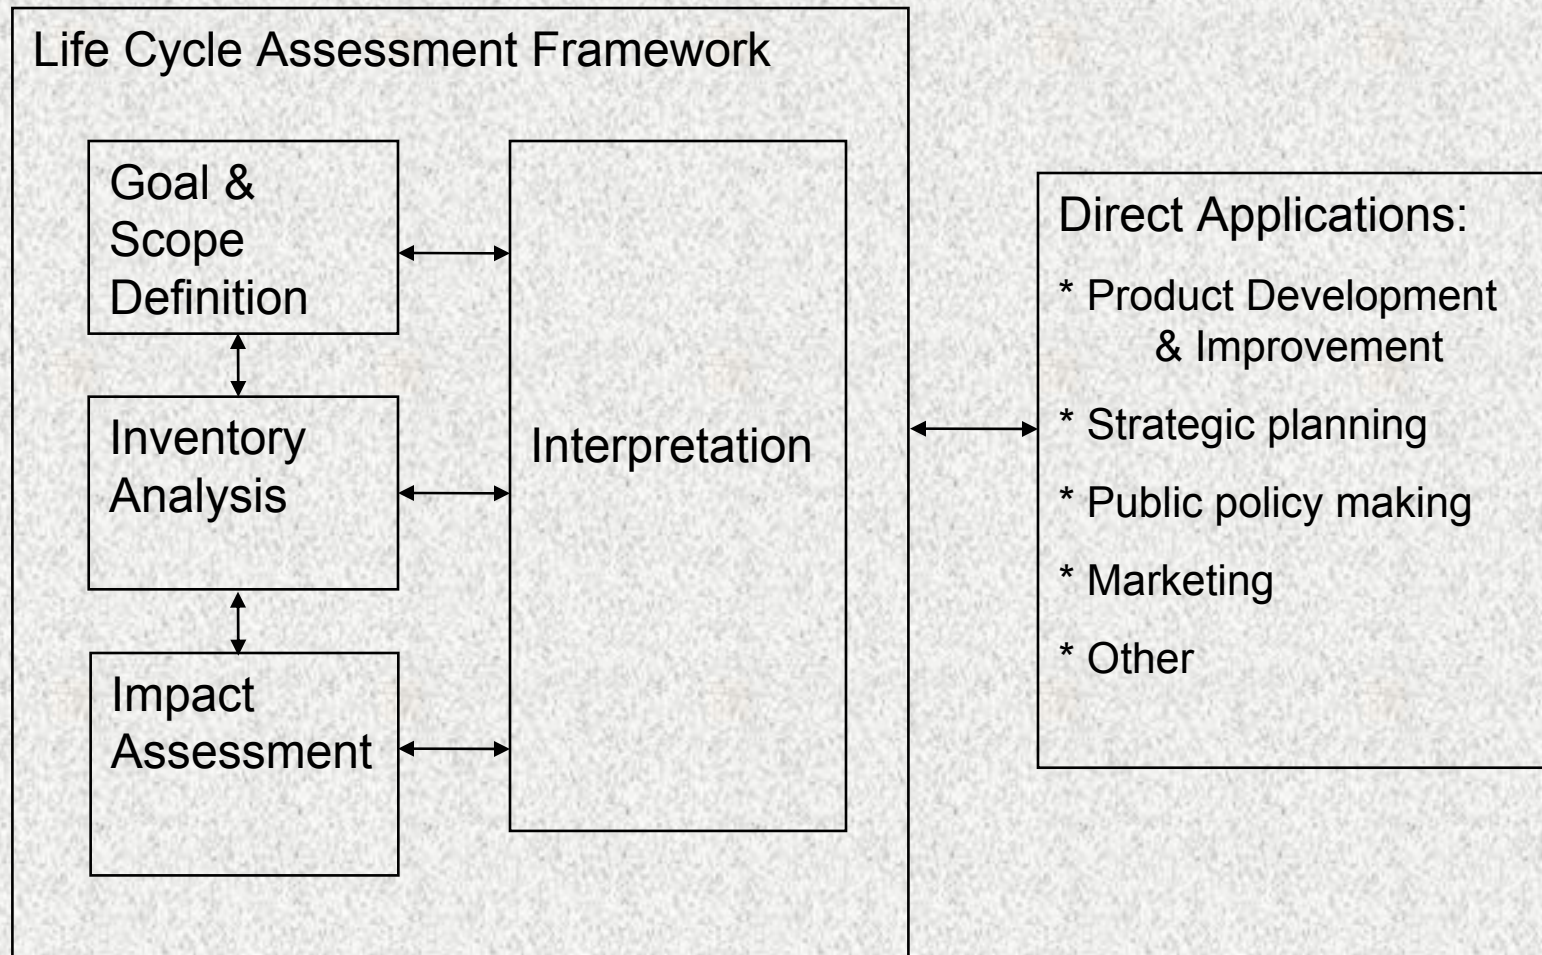 Life Cycle Assessment Framework
Goal &
Scope
Definition
Inventory
Analysis
Impact
Assessment
Interpretation
Direct Applications:
* Product Development
& Improvement
* Strategic planning
* Public policy making
* Marketing
* Other